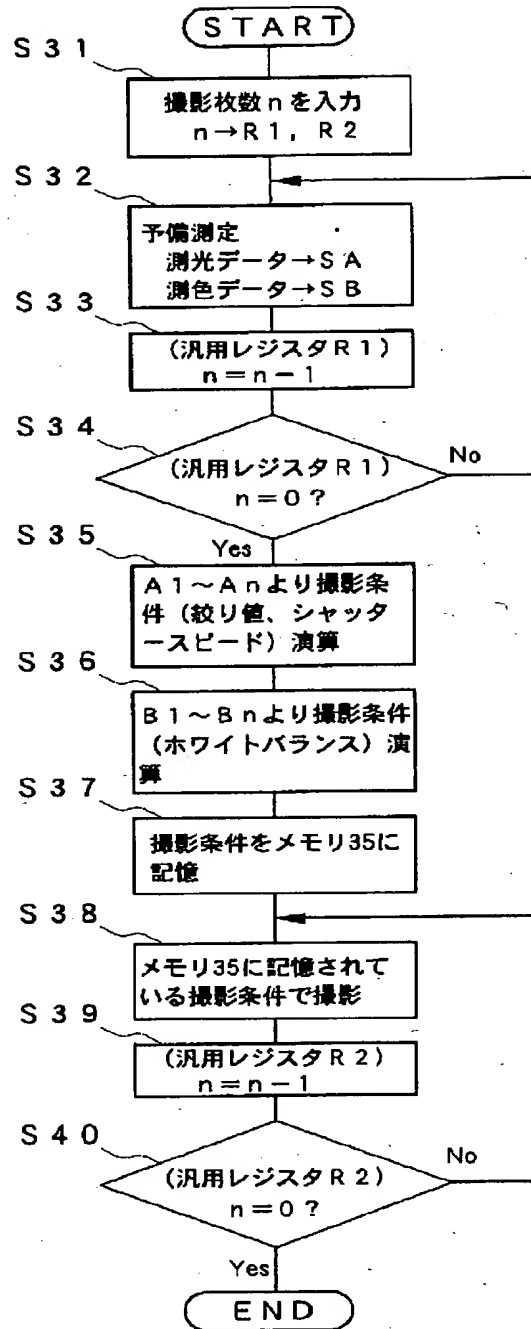 START
S31
撮影枚数nを入力
n→R1，R2
S32
予備測定
測光データ→SA
測色データ→SB
S33
(汎用レジスタR1)
n＝n－1
S34
(汎用レジスタR1)
n＝0？
No
Yes
S35
A1～Anより撮影条
件（絞り値、シャッタ
ースピード）演算
S36
B1～Bnより撮影条件
（ホワイトバランス）演
算
S37
撮影条件をメモリ35に
記憶
S38
メモリ35に記憶されて
いる撮影条件で撮影
S39
(汎用レジスタR2)
n＝n－1
S40
(汎用レジスタR2)
n＝0？
No
Yes
END